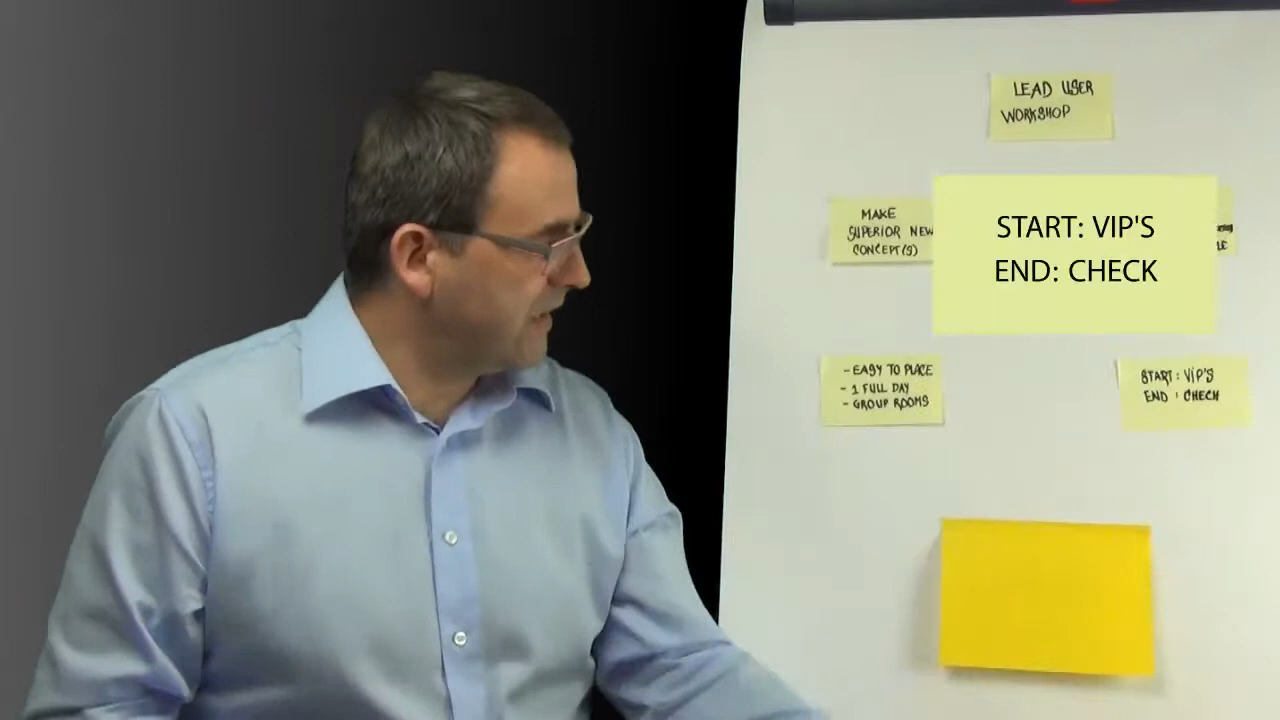 LEAD USER
WORKSHOP
MAKE
SUPERIOR NEW
CONCEPT(S)
START: VIP'S
END: CHECK
- EASY TO PLACE
- 1 FULL DAY
- GROUP ROOMS
START: VIP'S
END: CHECK